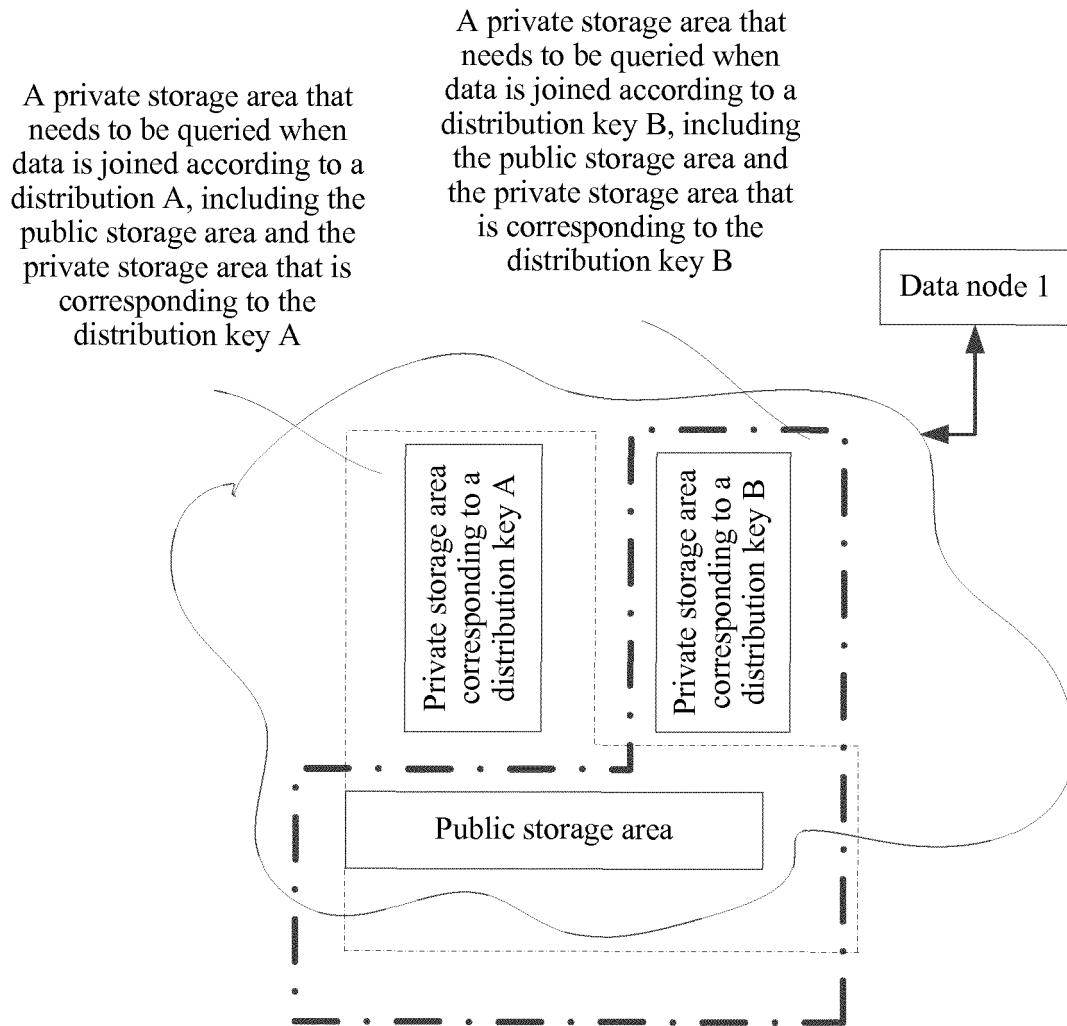 A private storage area that
needs to be queried when
data is joined according to a
distribution A, including the
public storage area and the
private storage area that is
corresponding to the
distribution key A
A private storage area that
needs to be queried when
data is joined according to a
distribution key B, including
the public storage area and
the private storage area that
is corresponding to the
distribution key B
Data node 1
Private storage area
corresponding to a
distribution key A
Private storage area
corresponding to a
distribution key B
Public storage area